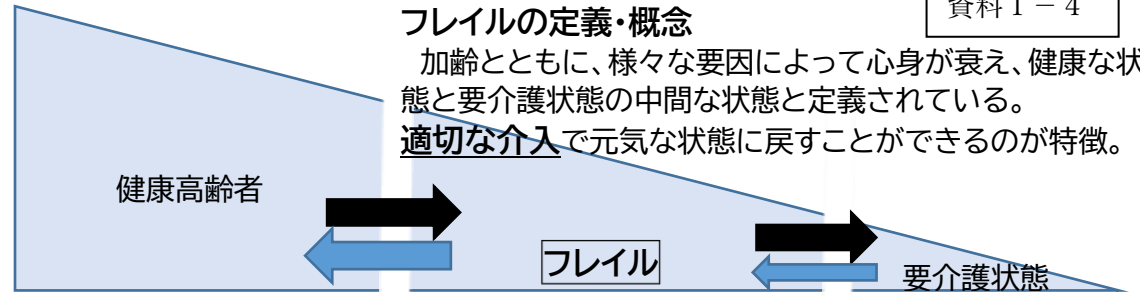 資料１－４
フレイルの定義・概念
加齢とともに、様々な要因によって心身が衰え、健康な状
態と要介護状態の中間な状態と定義されている。
適切な介入で元気な状態に戻すことができるのが特徴。
健康高齢者
フレイル
要介護状態